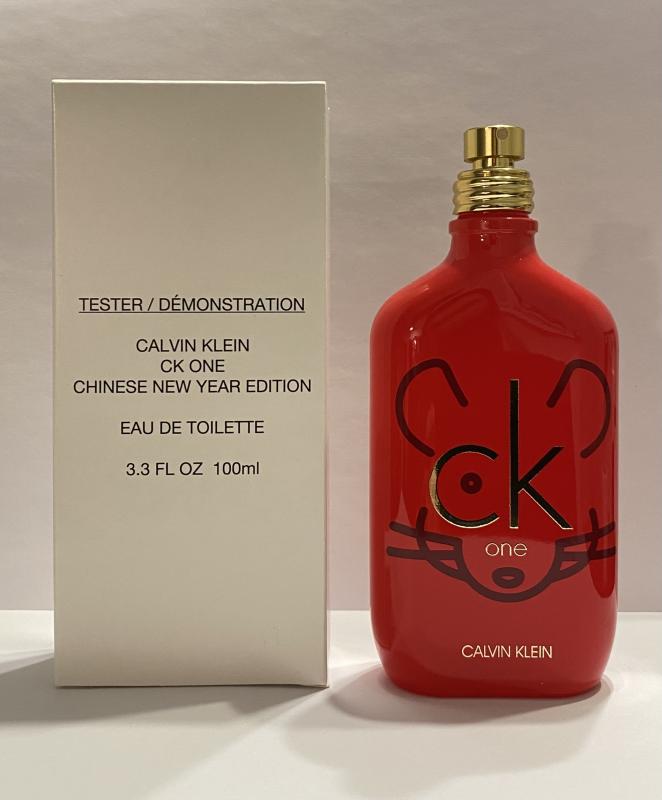 TESTER / DÉMONSTRATION
CALVIN KLEIN
CK ONE
CHINESE NEW YEAR EDITION
EAU DE TOILETTE
3.3 FL OZ  100ml
ck
one
CALVIN KLEIN